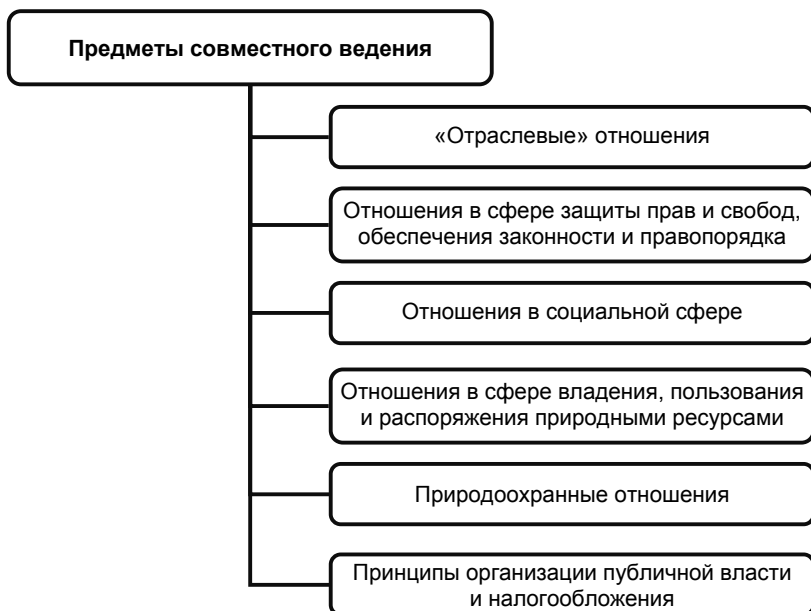 Предметы совместного ведения
«Отраслевые» отношения
Отношения в сфере защиты прав и свобод,
обеспечения законности и правопорядка
Отношения в социальной сфере
Отношения в сфере владения, пользования
и распоряжения природными ресурсами
Природоохранные отношения
Принципы организации публичной власти
и налогообложения